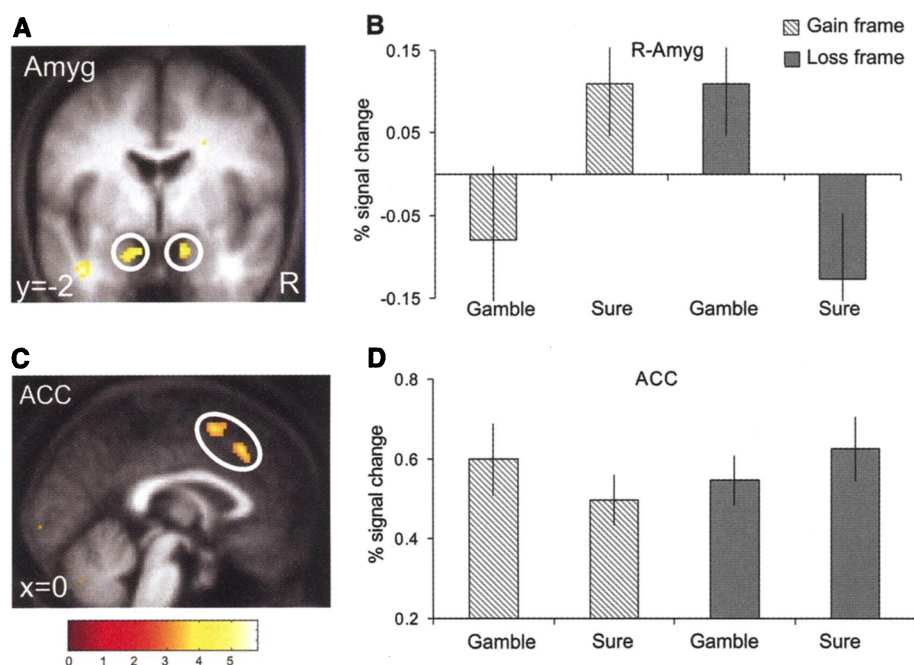 A
Amyg
y=-2
R
B
R-Amyg
Gain frame
Loss frame
0.15
0.05
-0.05
-0.15
% signal change
Gamble Sure Gamble Sure
C
ACC
x=0
0 1 2 3 4 5
D
ACC
0.8
0.6
0.4
0.2
% signal change
Gamble Sure Gamble Sure